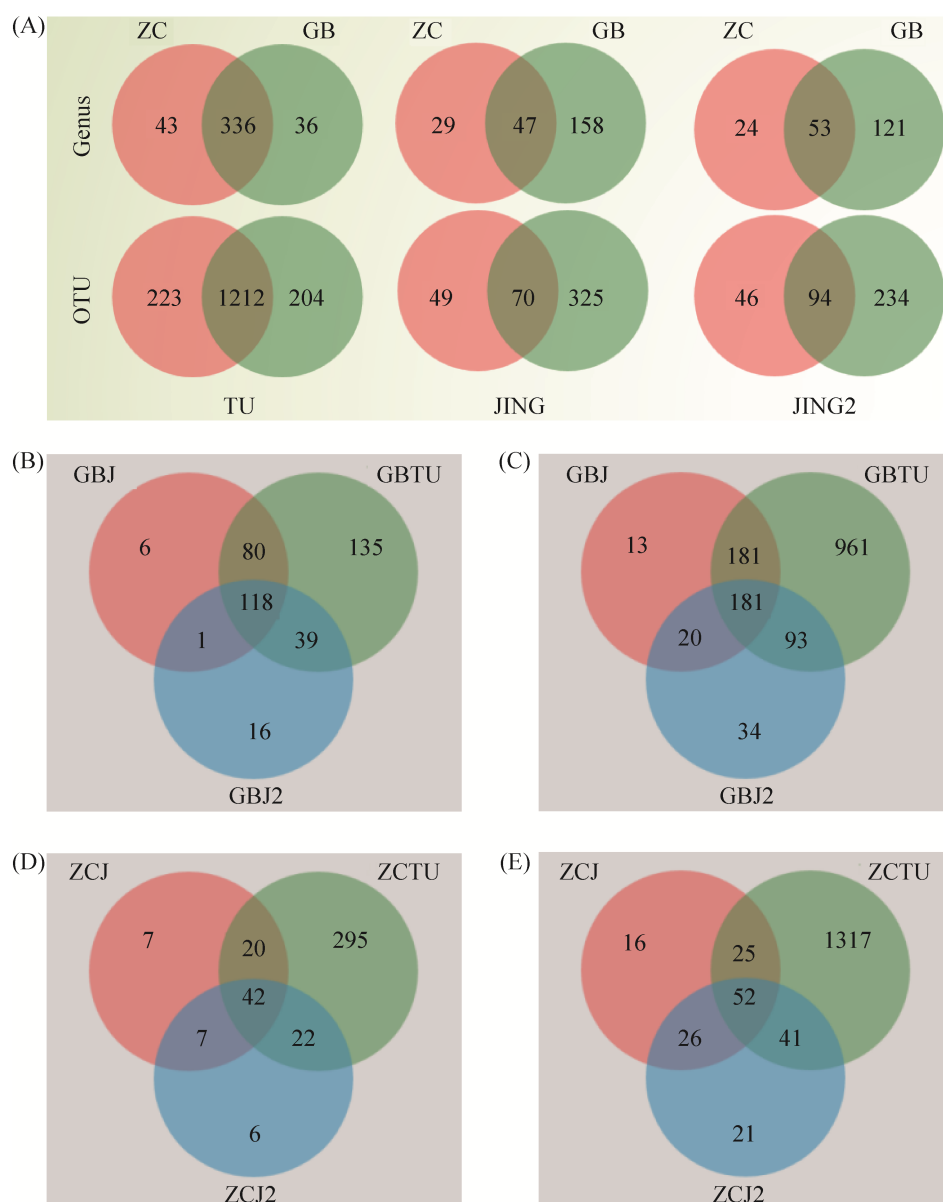 (A)
ZC GB ZC GB ZC GB
Genus
43 336 36 29 47 158 24 53 121
OTU
223 1212 204 49 70 325 46 94 234
TU JING JING2
(B) (C)
GBJ GBTU GBJ GBTU
6 80 135 13 181 961
118 181
1 39 20 93
16 34
GBJ2 GBJ2
(D) (E)
ZCJ ZCTU ZCJ ZCTU
7 20 295 16 25 1317
42 52
7 22 26 41
6 21
ZCJ2 ZCJ2